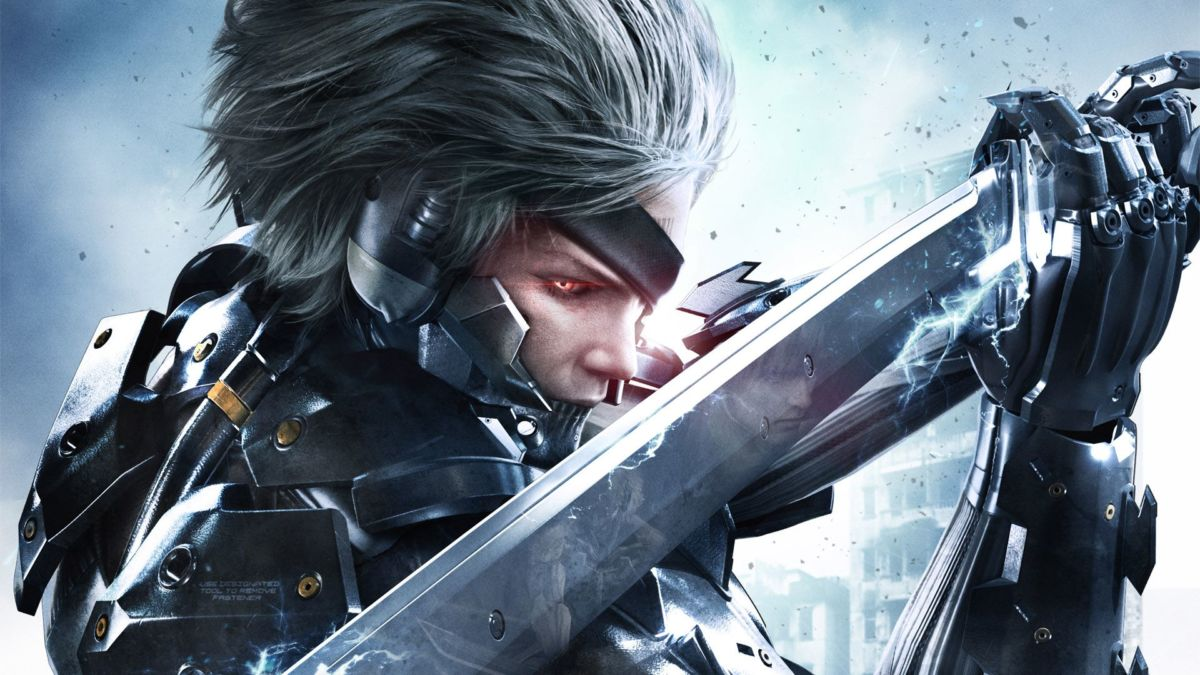 USE DESIGNATED
TOOL TO REMOVE
FASTENER